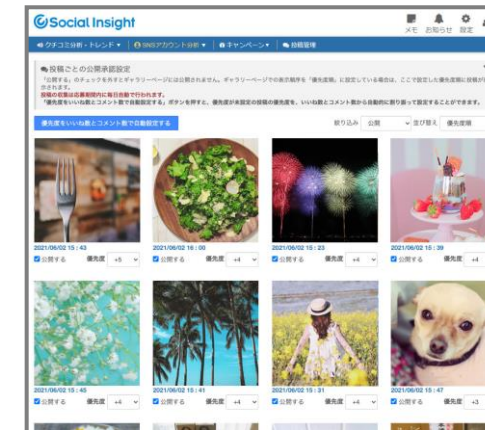 Social Insight
メモ お知らせ 設定
クチコミ分析・トレンド▼ SNSアカウント分析▼ キャンペーン▼ 投稿管理
投稿ごとの公開承認設定
「公開する」のチェックを外すとギャラリーページには公開されません。ギャラリーページでの表示順序を「優先度順」に設定している場合は、ここで設定した優先度順に投稿が
示されます。
投稿の収集は応募期間内に毎日自動で行われます。
「優先度をいいね数とコメント数で自動設定する」ボタンを押すと、優先度が未設定の投稿の優先度を、いいね数とコメント数から自動的に割り振って設定することができます。
優先度をいいね数とコメント数で自動設定する
絞り込み 公開 並び替え 優先度順
2021/06/02 15:43 2021/06/02 16:00 2021/06/02 15:23 2021/06/02 15:39
公開する 優先度 +5 公開する 優先度 +4 公開する 優先度 +4 公開する 優先度 +4
2021/06/02 15:45 2021/06/02 15:41 2021/06/02 15:31 2021/06/02 15:47
公開する 優先度 +4 公開する 優先度 +4 公開する 優先度 +4 公開する 優先度 +3